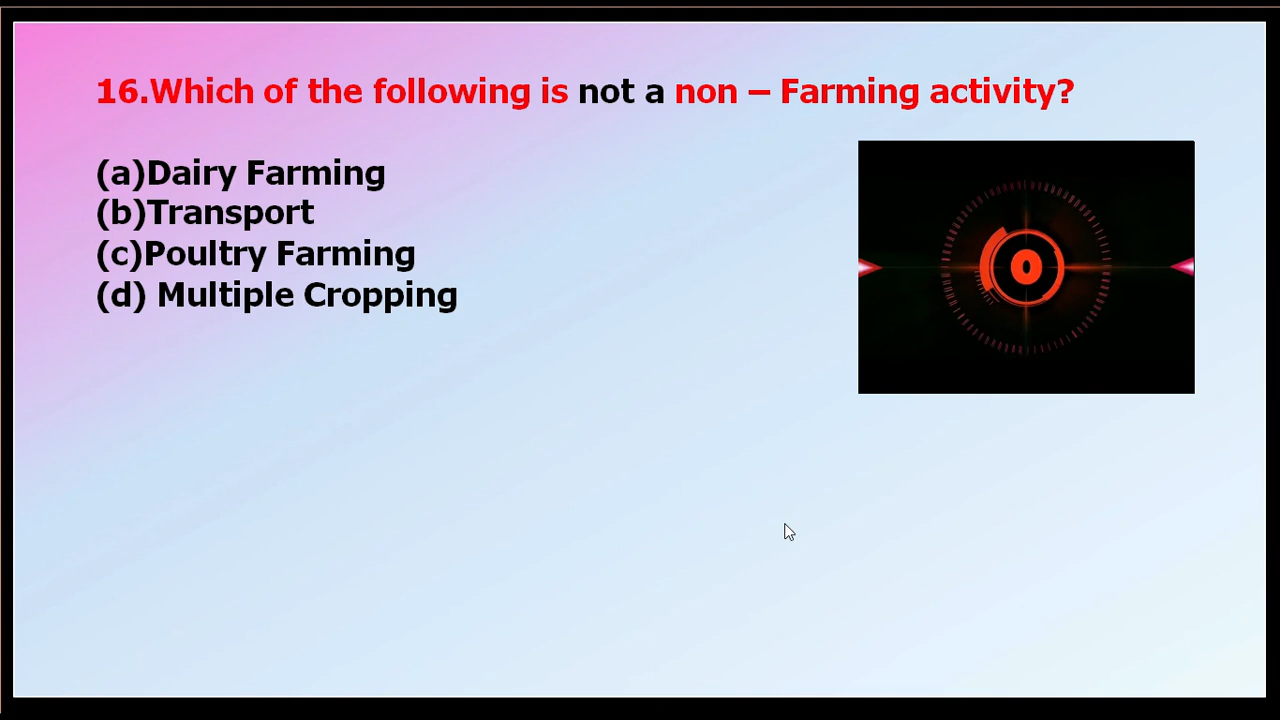 16.Which of the following is not a non – Farming activity?
(a)Dairy Farming
(b)Transport
(c)Poultry Farming
(d) Multiple Cropping
0